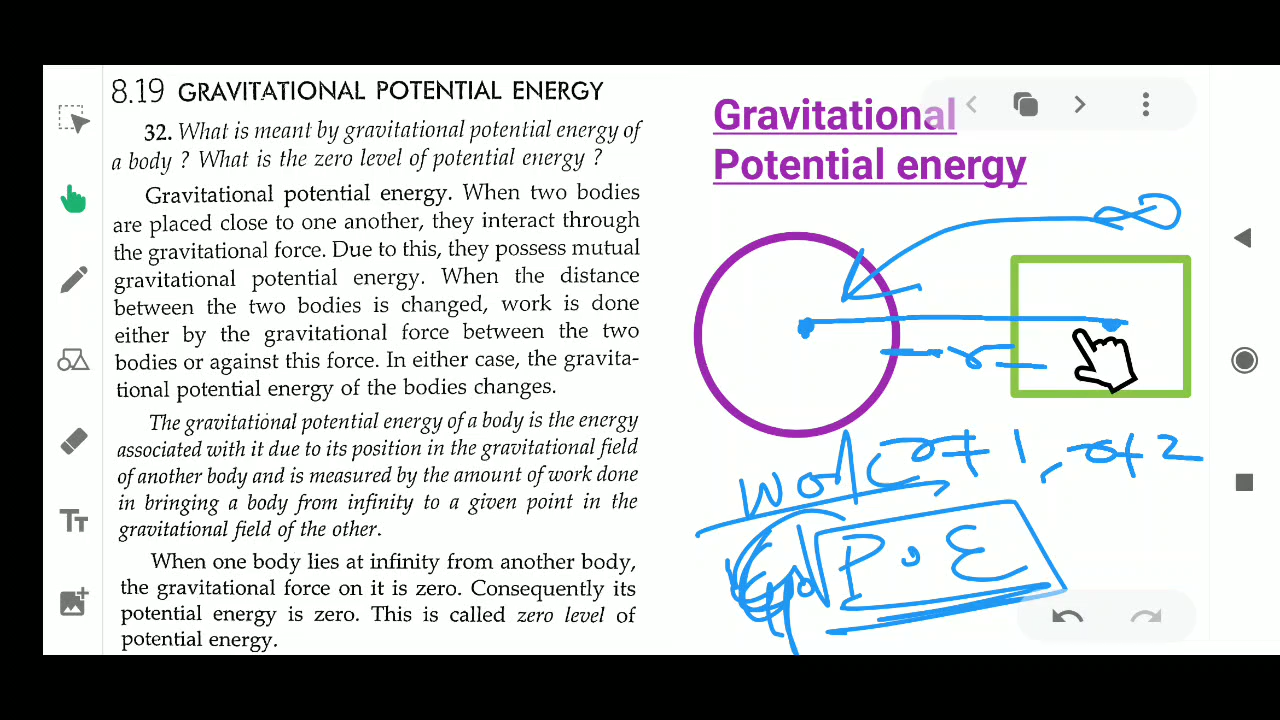 8.19 GRAVITATIONAL POTENTIAL ENERGY
32. What is meant by gravitational potential energy of
a body ? What is the zero level of potential energy ?
Gravitational potential energy. When two bodies
are placed close to one another, they interact through
the gravitational force. Due to this, they possess mutual
gravitational potential energy. When the distance
between the two bodies is changed, work is done
either by the gravitational force between the two
bodies or against this force. In either case, the gravita-
tional potential energy of the bodies changes.
The gravitational potential energy of a body is the energy
associated with it due to its position in the gravitational field
of another body and is measured by the amount of work done
in bringing a body from infinity to a given point in the
gravitational field of the other.
When one body lies at infinity from another body,
the gravitational force on it is zero. Consequently its
potential energy is zero. This is called zero level of
potential energy.
Tт
Gravitational
Potential energy
∞
r
P.E